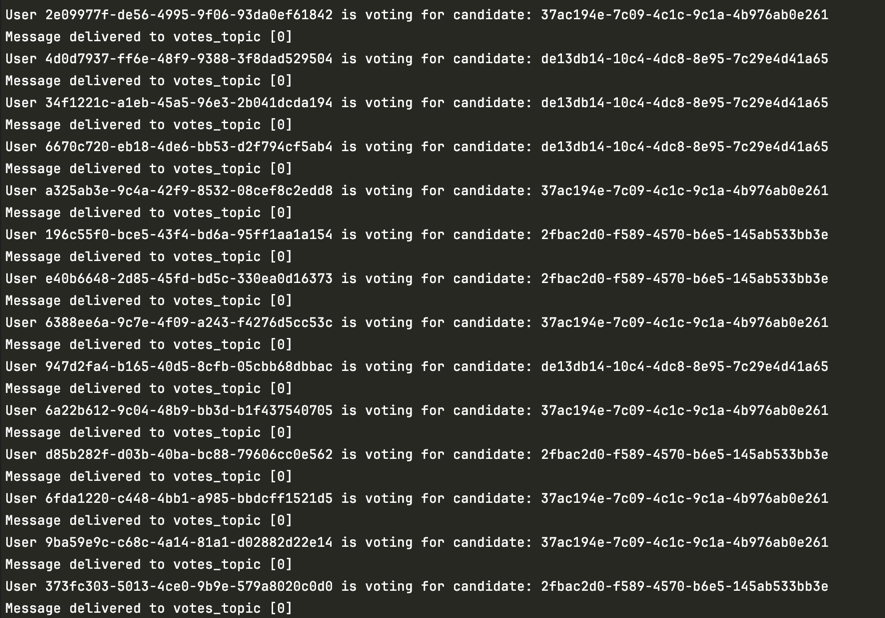 User 2e09977f-de56-4995-9f06-93da0ef61842 is voting for candidate: 37ac194e-7c09-4c1c-9c1a-4b976ab0e261
Message delivered to votes_topic [0]
User 4d0d7937-ff6e-48f9-9388-3f8dad529504 is voting for candidate: de13db14-10c4-4dc8-8e95-7c29e4d41a65
Message delivered to votes_topic [0]
User 34f1221c-a1eb-45a5-96e3-2b041dcda194 is voting for candidate: de13db14-10c4-4dc8-8e95-7c29e4d41a65
Message delivered to votes_topic [0]
User 6670c720-eb18-4de6-bb53-d2f794cf5ab4 is voting for candidate: de13db14-10c4-4dc8-8e95-7c29e4d41a65
Message delivered to votes_topic [0]
User a325ab3e-9c4a-42f9-8532-08cef8c2edd8 is voting for candidate: 37ac194e-7c09-4c1c-9c1a-4b976ab0e261
Message delivered to votes_topic [0]
User 196c55f0-bce5-43f4-bd6a-95ff1aa1a154 is voting for candidate: 2fbac2d0-f589-4570-b6e5-145ab533bb3e
Message delivered to votes_topic [0]
User e40b6648-2d85-45fd-bd5c-330ea0d16373 is voting for candidate: 2fbac2d0-f589-4570-b6e5-145ab533bb3e
Message delivered to votes_topic [0]
User 6388ee6a-9c7e-4f09-a243-f4276d5cc53c is voting for candidate: 37ac194e-7c09-4c1c-9c1a-4b976ab0e261
Message delivered to votes_topic [0]
User 947d2fa4-b165-40d5-8cfb-05cbb68dbbac is voting for candidate: de13db14-10c4-4dc8-8e95-7c29e4d41a65
Message delivered to votes_topic [0]
User 6a22b612-9c04-48b9-bb3d-b1f437540705 is voting for candidate: 37ac194e-7c09-4c1c-9c1a-4b976ab0e261
Message delivered to votes_topic [0]
User d85b282f-d03b-40ba-bc88-79606cc0e562 is voting for candidate: 2fbac2d0-f589-4570-b6e5-145ab533bb3e
Message delivered to votes_topic [0]
User 6fda1220-c448-4bb1-a985-bbdcff1521d5 is voting for candidate: 37ac194e-7c09-4c1c-9c1a-4b976ab0e261
Message delivered to votes_topic [0]
User 9ba59e9c-c68c-4a14-81a1-d02882d22e14 is voting for candidate: 37ac194e-7c09-4c1c-9c1a-4b976ab0e261
Message delivered to votes_topic [0]
User 373fc303-5013-4ce0-9b9e-579a8020c0d0 is voting for candidate: 2fbac2d0-f589-4570-b6e5-145ab533bb3e
Message delivered to votes_topic [0]